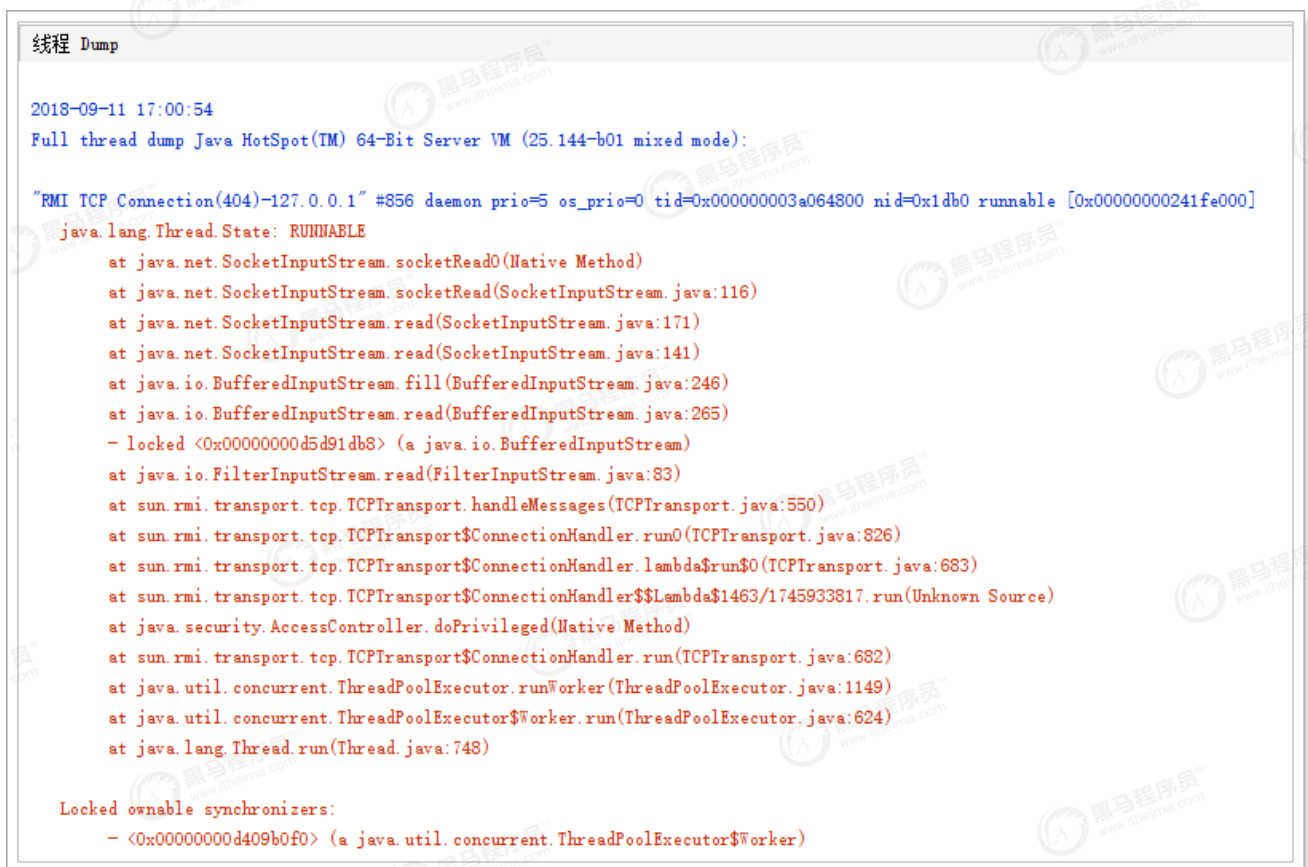 线程 Dump
2018-09-11 17:00:54
Full thread dump Java HotSpot(TM) 64-Bit Server VM (25.144-b01 mixed mode):
"RMI TCP Connection(404)-127.0.0.1" #856 daemon prio=5 os_prio=0 tid=0x000000003a064800 nid=0x1db0 runnable [0x00000000241fe000]
java.lang.Thread.State: RUNNABLE
at java.net.SocketInputStream.socketRead0(Native Method)
at java.net.SocketInputStream.socketRead(SocketInputStream.java:116)
at java.net.SocketInputStream.read(SocketInputStream.java:171)
at java.net.SocketInputStream.read(SocketInputStream.java:141)
at java.io.BufferedInputStream.fill(BufferedInputStream.java:246)
at java.io.BufferedInputStream.read(BufferedInputStream.java:265)
- locked <0x00000000d5d91db8> (a java.io.BufferedInputStream)
at java.io.FilterInputStream.read(FilterInputStream.java:83)
at sun.rmi.transport.tcp.TCPTransport.handleMessages(TCPTransport.java:550)
at sun.rmi.transport.tcp.TCPTransport$ConnectionHandler.run0(TCPTransport.java:826)
at sun.rmi.transport.tcp.TCPTransport$ConnectionHandler.lambda$run$0(TCPTransport.java:683)
at sun.rmi.transport.tcp.TCPTransport$ConnectionHandler$$Lambda$1463/1745933817.run(Unknown Source)
at java.security.AccessController.doPrivileged(Native Method)
at sun.rmi.transport.tcp.TCPTransport$ConnectionHandler.run(TCPTransport.java:682)
at java.util.concurrent.ThreadPoolExecutor.runWorker(ThreadPoolExecutor.java:1149)
at java.util.concurrent.ThreadPoolExecutor$Worker.run(ThreadPoolExecutor.java:624)
at java.lang.Thread.run(Thread.java:748)
Locked ownable synchronizers:
- <0x00000000d409b0f0> (a java.util.concurrent.ThreadPoolExecutor$Worker)
黑马程序员
www.itheima.com